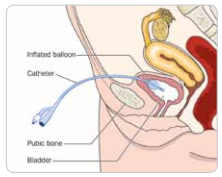 Inflated balloon
Catheter
Pubic bone
Bladder